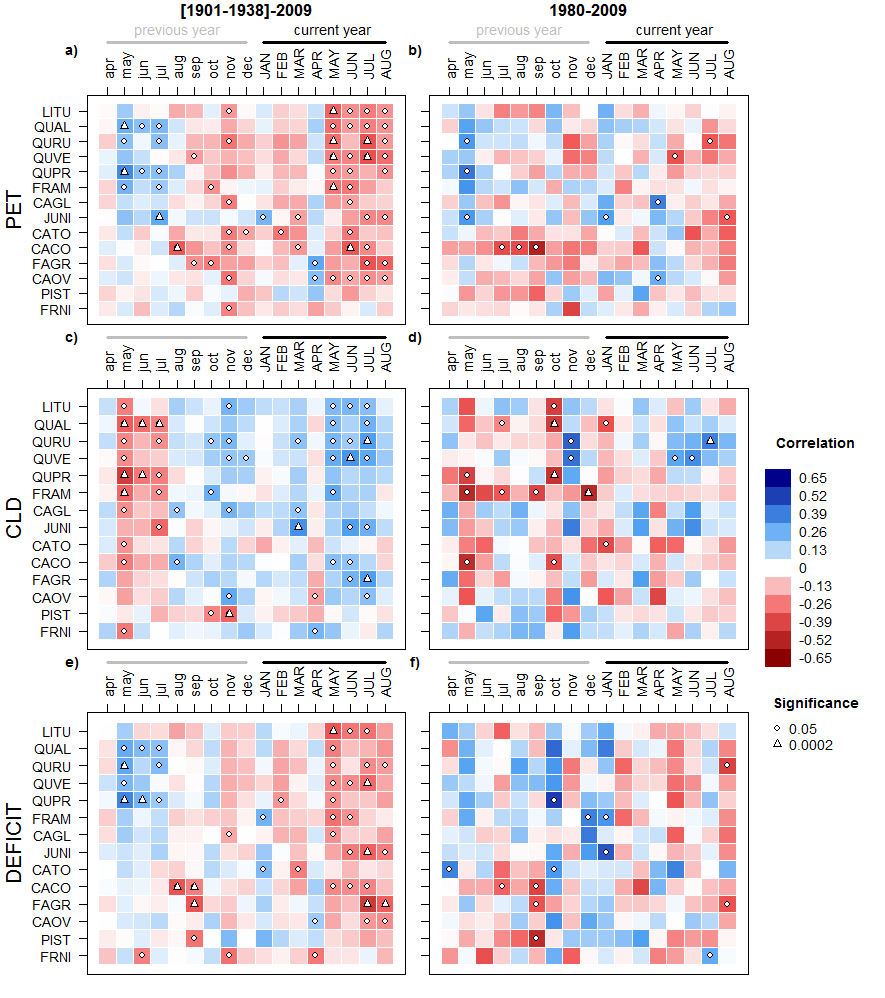 [1901-1938]-2009 1980-2009
previous year current year previous year current year
a) apr may jun jul aug sep oct nov dec JAN FEB MAR APR MAY JUN JUL AUG b) apr may jun jul aug sep oct nov dec JAN FEB MAR APR MAY JUN JUL AUG
PET
LITU
QUAL
QURU
QUVE
QUPR
FRAM
CAGL
JUNI
CATO
CACO
FAGR
CAOV
PIST
FRNI
c) apr may jun jul aug sep oct nov dec JAN FEB MAR APR MAY JUN JUL AUG d) apr may jun jul aug sep oct nov dec JAN FEB MAR APR MAY JUN JUL AUG
CLD
LITU
QUAL
QURU
QUVE
QUPR
FRAM
CAGL
JUNI
CATO
CACO
FAGR
CAOV
PIST
FRNI
e) apr may jun jul aug sep oct nov dec JAN FEB MAR APR MAY JUN JUL AUG f) apr may jun jul aug sep oct nov dec JAN FEB MAR APR MAY JUN JUL AUG
DEFICIT
LITU
QUAL
QURU
QUVE
QUPR
FRAM
CAGL
JUNI
CATO
CACO
FAGR
CAOV
PIST
FRNI
Correlation
0.65
0.52
0.39
0.26
0.13
0
-0.13
-0.26
-0.39
-0.52
-0.65
Significance
0.05
0.0002